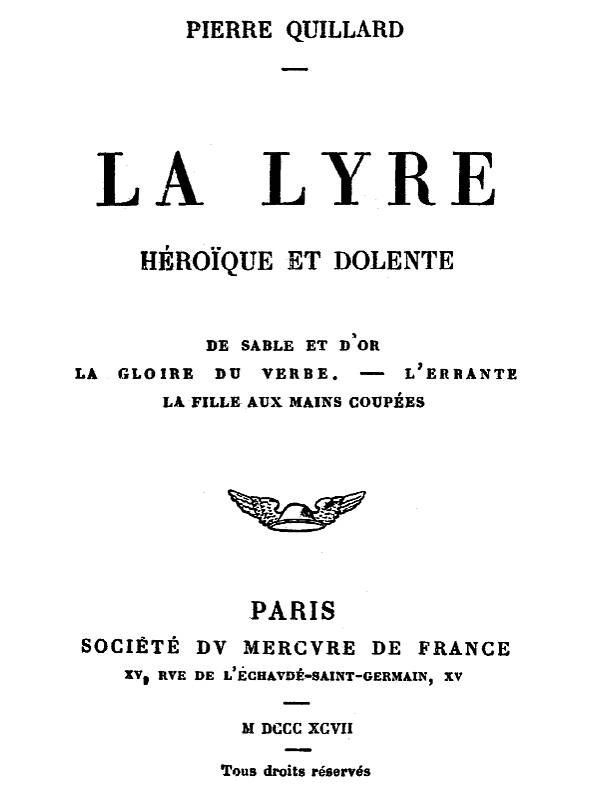 PIERRE QUILLARD
LA LYRE
HÉROÏQUE ET DOLENTE
DE SABLE ET D'OR
LA GLOIRE DU VERBE. — L'ERRANTE
LA FILLE AUX MAINS COUPÉES
PARIS
SOCIÉTÉ DV MERCVRE DE FRANCE
XV, RVE DE L'ÉCHAVDÉ-SAINT-GERMAIN, XV
M DCCC XCVII
Tous droits réservés